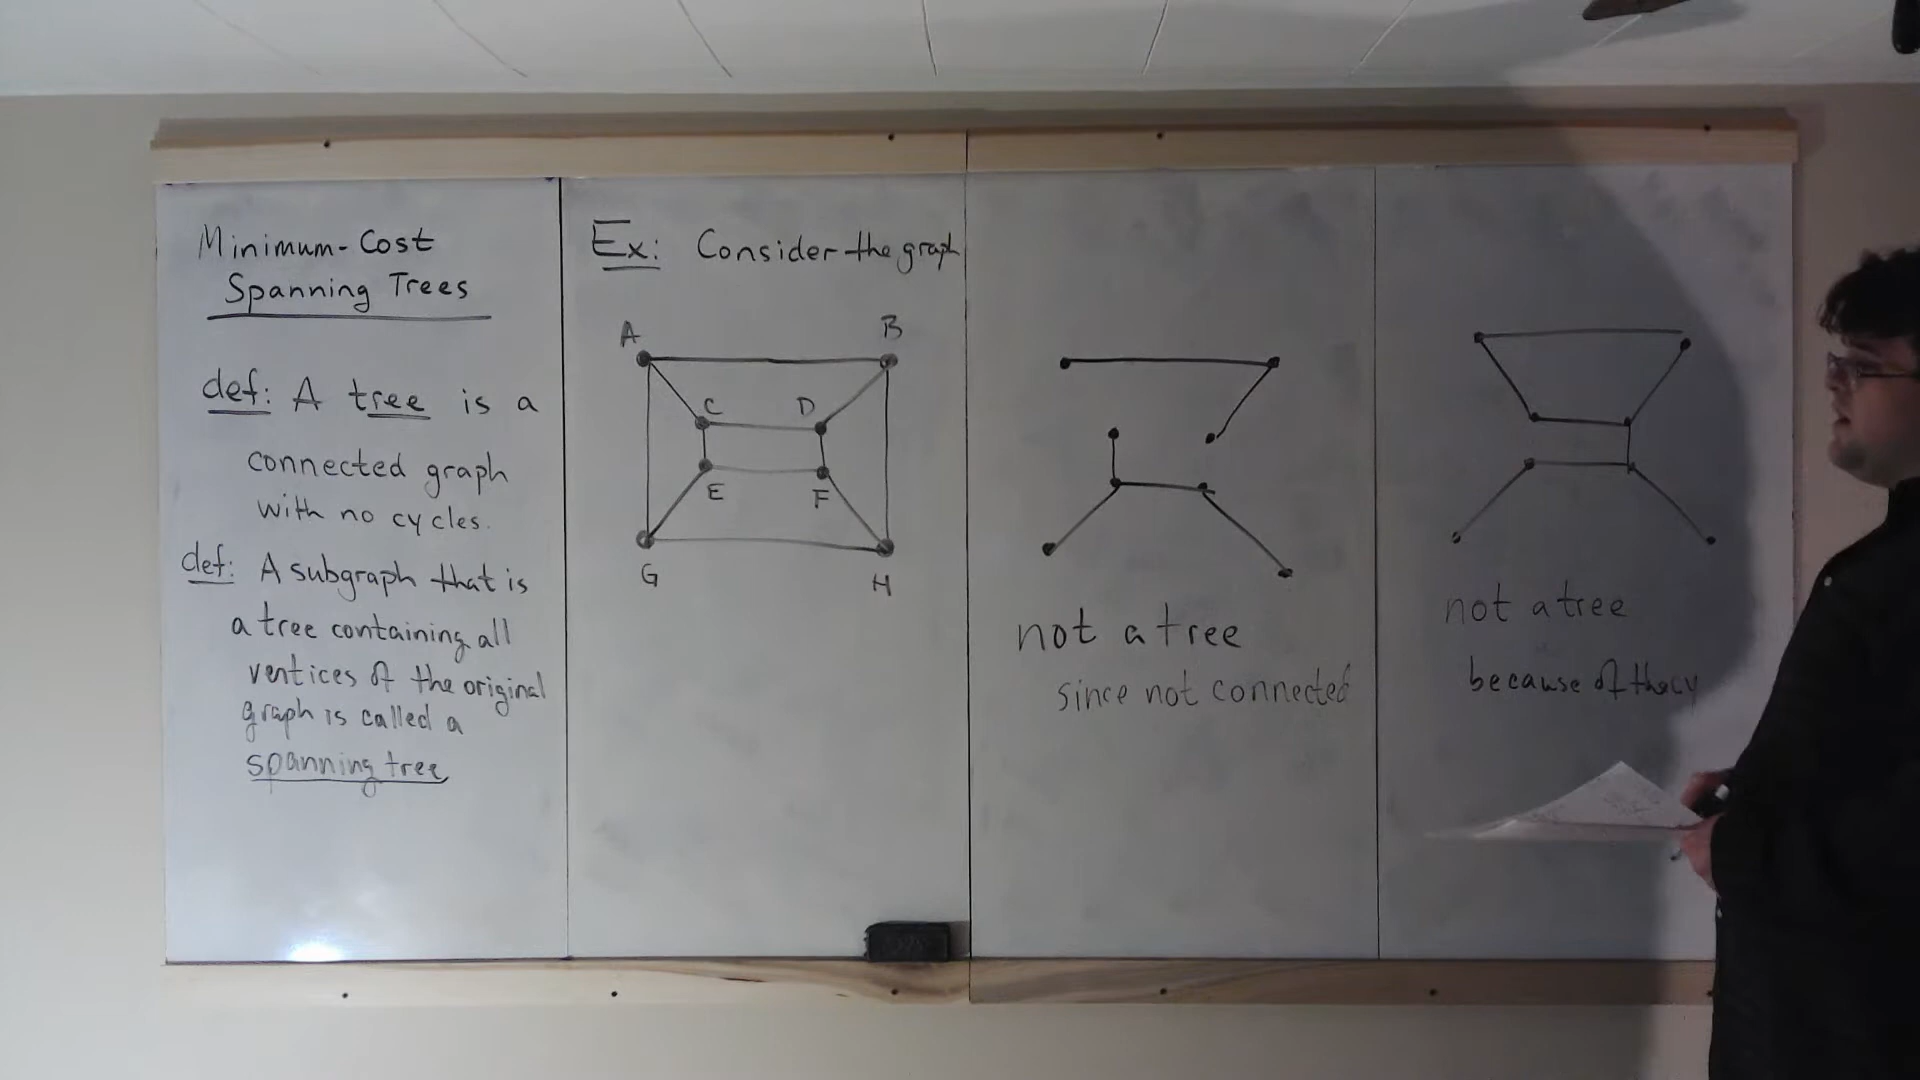 Minimum-Cost
Spanning Trees
def: A tree is a
connected graph
with no cycles.
def: A subgraph that is
a tree containing all
vertices of the original
graph is called a
spanning tree
Ex: Consider the graph
A
B
C
D
E
F
G
H
not a tree
since not connected
not a tree
because of the cy